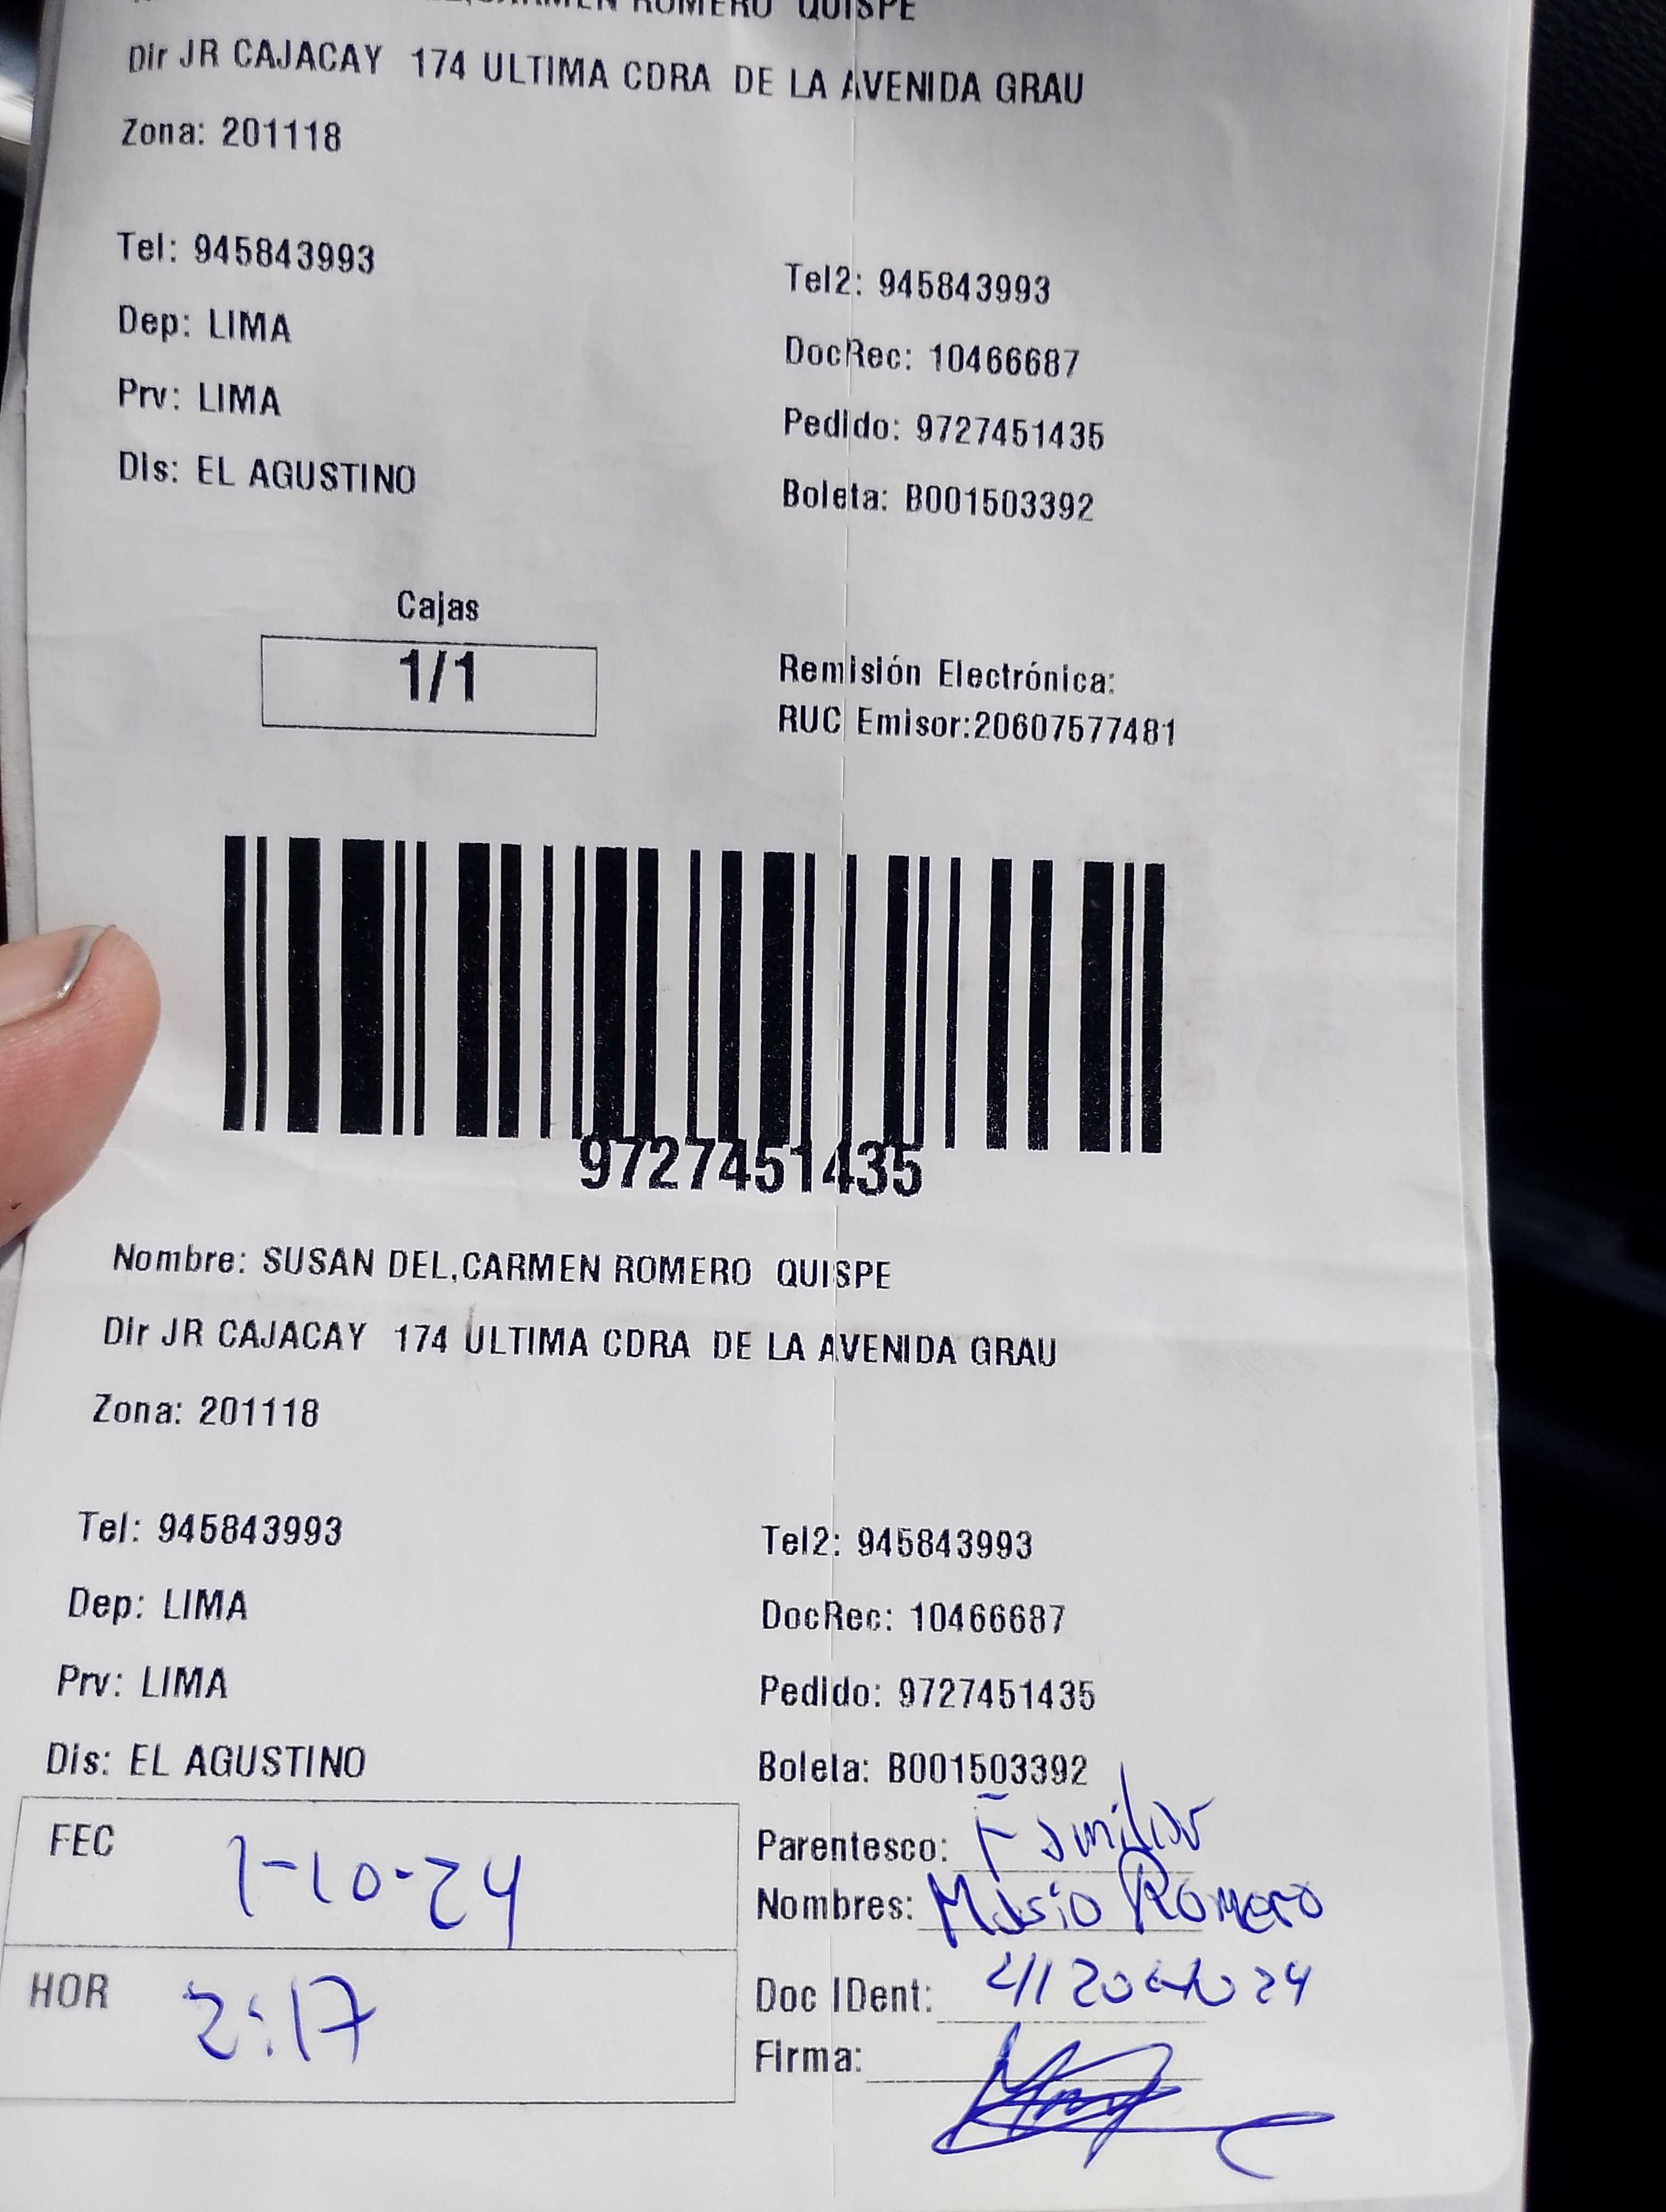 CARMEN ROMERO QUISPE
Dir JR CAJACAY 174 ULTIMA CDRA DE LA AVENIDA GRAU
Zona: 201118
Tel: 945843993
Tel2: 945843993
Dep: LIMA
DocRec: 10466687
Prv: LIMA
Pedido: 9727451435
Dis: EL AGUSTINO
Boleta: B001503392
Cajas
1/1
Remisión Electrónica:
RUC Emisor:20607577481
9727451435
Nombre: SUSAN DEL,CARMEN ROMERO QUISPE
Dir JR CAJACAY 174 ULTIMA CDRA DE LA AVENIDA GRAU
Zona: 201118
Tel: 945843993
Tel2: 945843993
Dep: LIMA
DocRec: 10466687
Prv: LIMA
Pedido: 9727451435
Dis: EL AGUSTINO
Boleta: B001503392
FEC 1-10-24
Parentesco: Familiar
Nombres: Mario Romero
HOR 2:17
Doc IDent:
Firma: